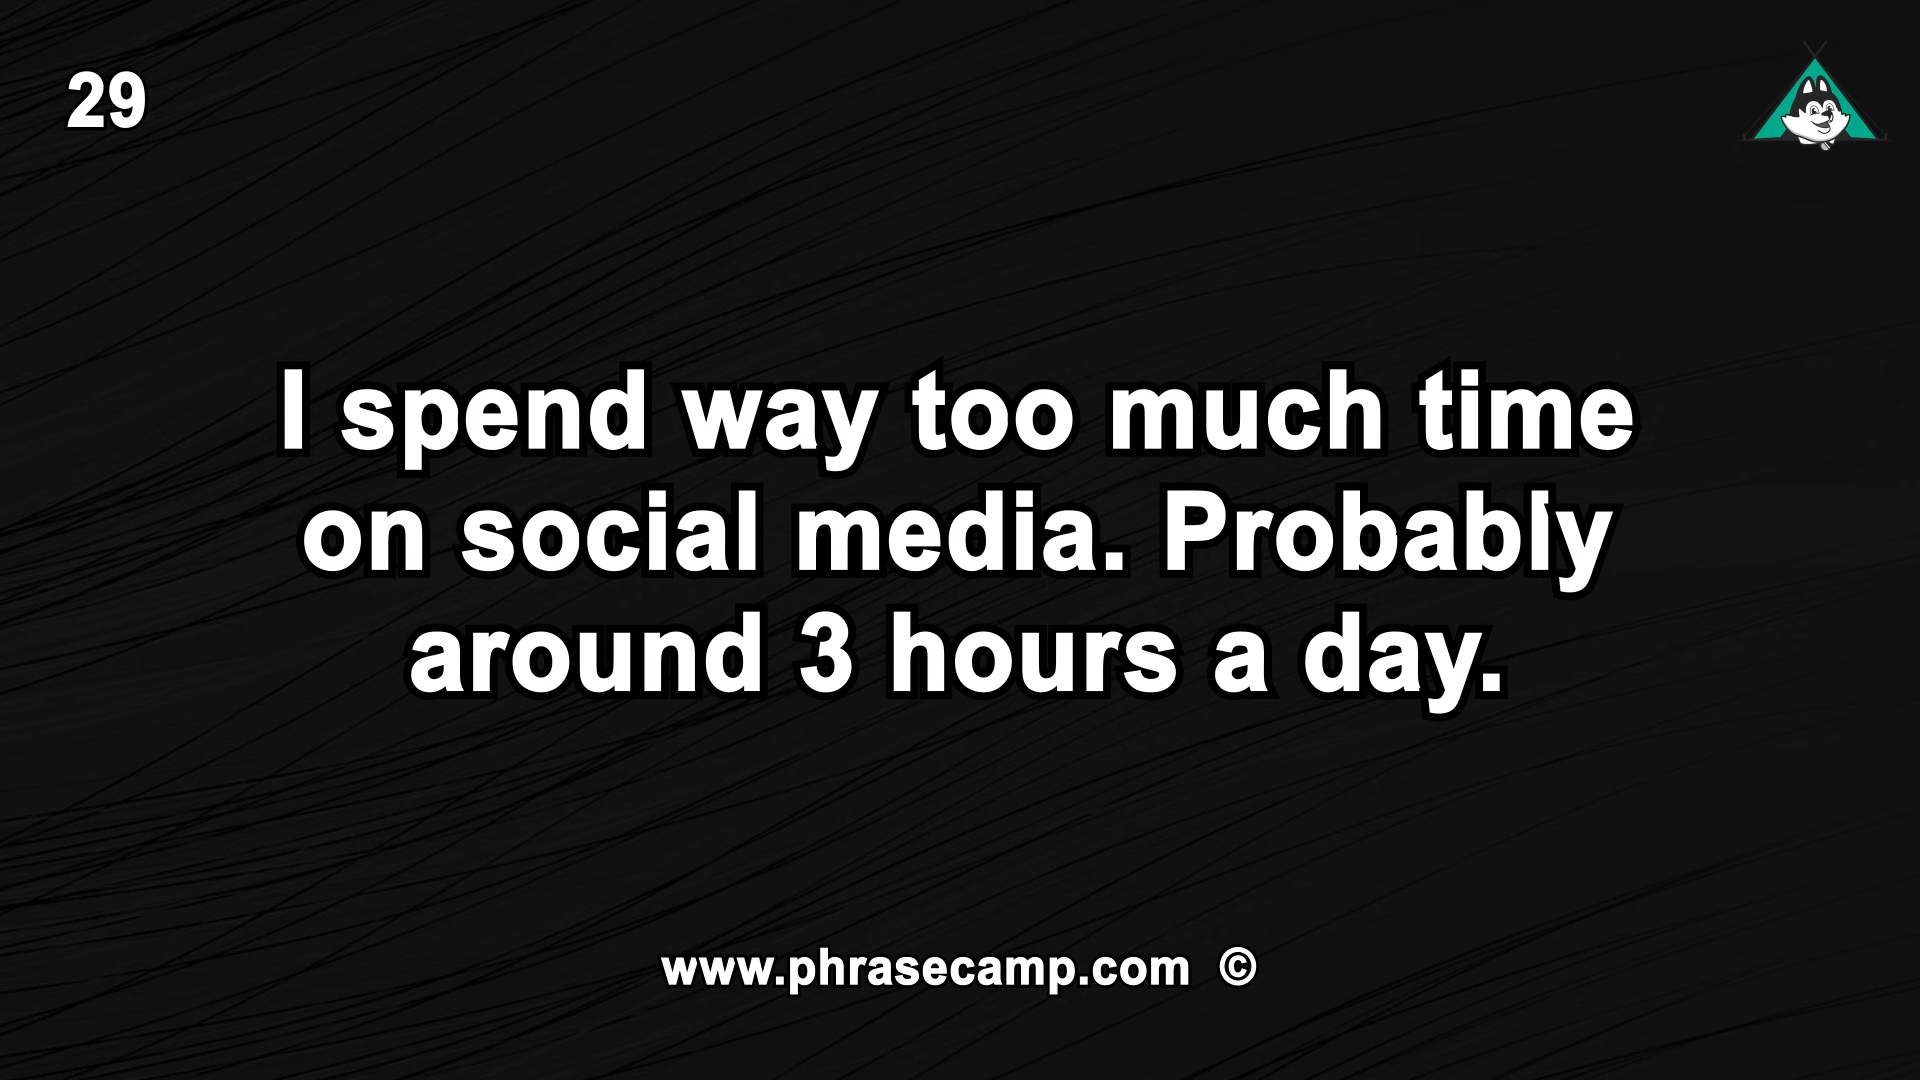 29
I spend way too much time
on social media. Probably
around 3 hours a day.
www.phrasecamp.com ©